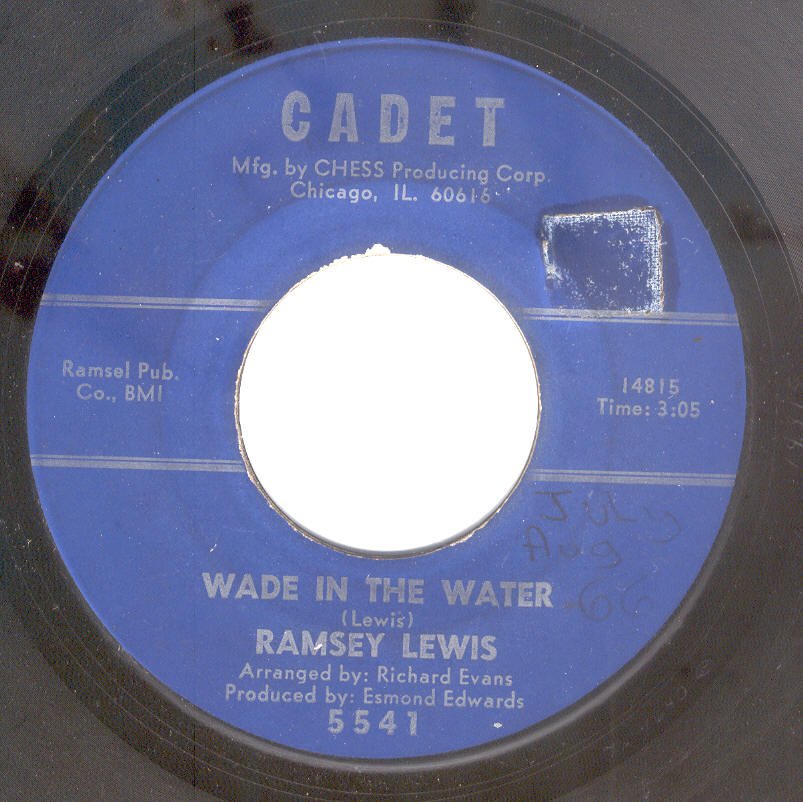 CADET
Mfg. by CHESS Producing Corp.
Chicago, IL. 60616
Ramsel Pub.
Co., BMI
14815
Time: 3:05
July
Aug
.66
WADE IN THE WATER
(Lewis)
RAMSEY LEWIS
Arranged by: Richard Evans
Produced by: Esmond Edwards
5541